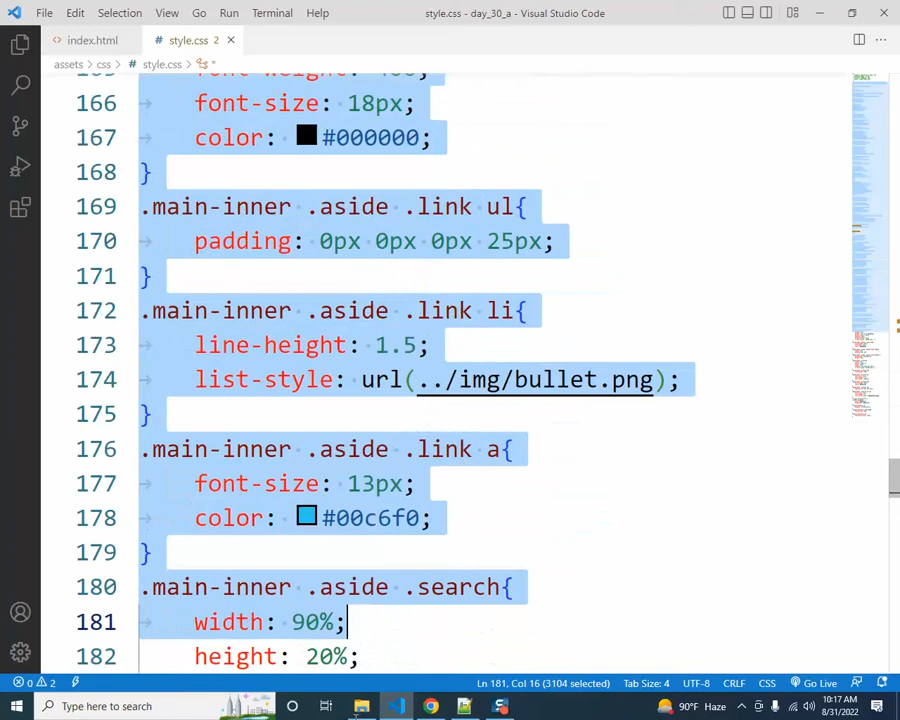 File Edit Selection View Go Run Terminal Help style.css - day_30_a - Visual Studio Code
index.html # style.css 2
assets > css > # style.css > *
166 font-size: 18px;
167 color: #000000;
168 }
169 .main-inner .aside .link ul{
170 padding: 0px 0px 0px 25px;
171 }
172 .main-inner .aside .link li{
173 line-height: 1.5;
174 list-style: url(../img/bullet.png);
175 }
176 .main-inner .aside .link a{
177 font-size: 13px;
178 color: #00c6f0;
179 }
180 .main-inner .aside .search{
181 width: 90%;
182 height: 20%;
0 2 Ln 181, Col 16 (3104 selected) Tab Size: 4 UTF-8 CRLF CSS Go Live
Type here to search 90°F Haze 10:17 AM
8/31/2022